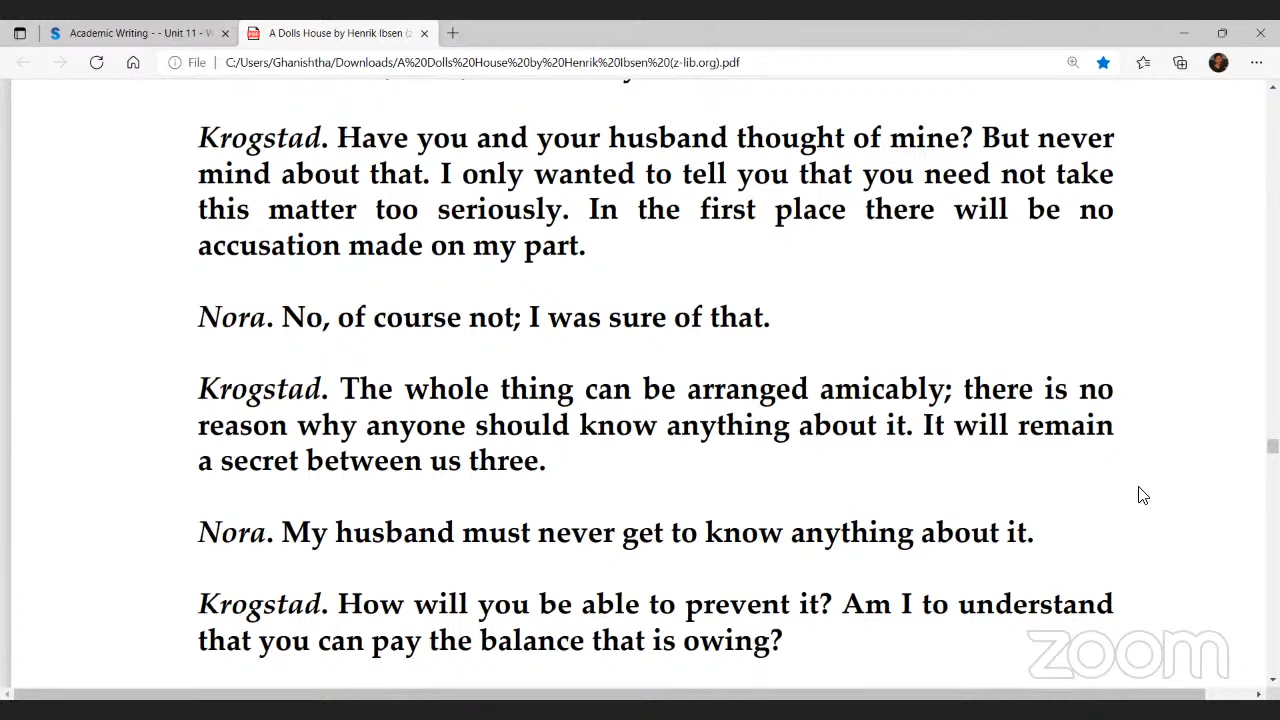 Academic Writing - - Unit 11 - W
A Dolls House by Henrik Ibsen (z
File
C:/Users/Ghanishtha/Downloads/A%20Dolls%20House%20by%20Henrik%20Ibsen%20(z-lib.org).pdf
Krogstad. Have you and your husband thought of mine? But never
mind about that. I only wanted to tell you that you need not take
this matter too seriously. In the first place there will be no
accusation made on my part.
Nora. No, of course not; I was sure of that.
Krogstad. The whole thing can be arranged amicably; there is no
reason why anyone should know anything about it. It will remain
a secret between us three.
Nora. My husband must never get to know anything about it.
Krogstad. How will you be able to prevent it? Am I to understand
that you can pay the balance that is owing?
zoom